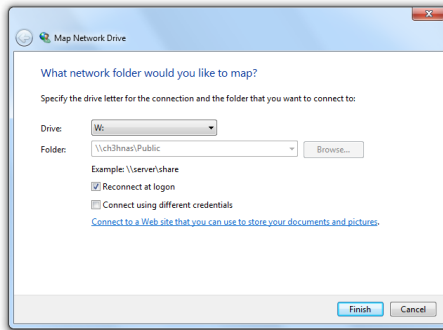 Map Network Drive
What network folder would you like to map?
Specify the drive letter for the connection and the folder that you want to connect to:
Drive: W:
Folder: \\ch3hnas\Public Browse...
Example: \\server\share
Reconnect at logon
Connect using different credentials
Connect to a Web site that you can use to store your documents and pictures.
Finish Cancel